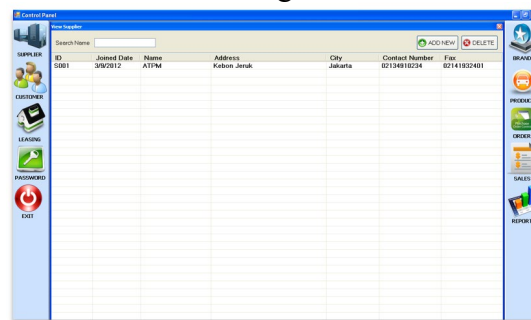 Control Panel
View Supplier
Search Name
ADD NEW
DELETE
ID Joined Date Name Address City Contact Number Fax
S001 3/9/2012 ATPM Kebon Jeruk Jakarta 02134910234 02141932401
SUPPLIER
CUSTOMER
LEASING
PASSWORD
EXIT
BRAND
PRODUC
ORDER
SALES
REPORT